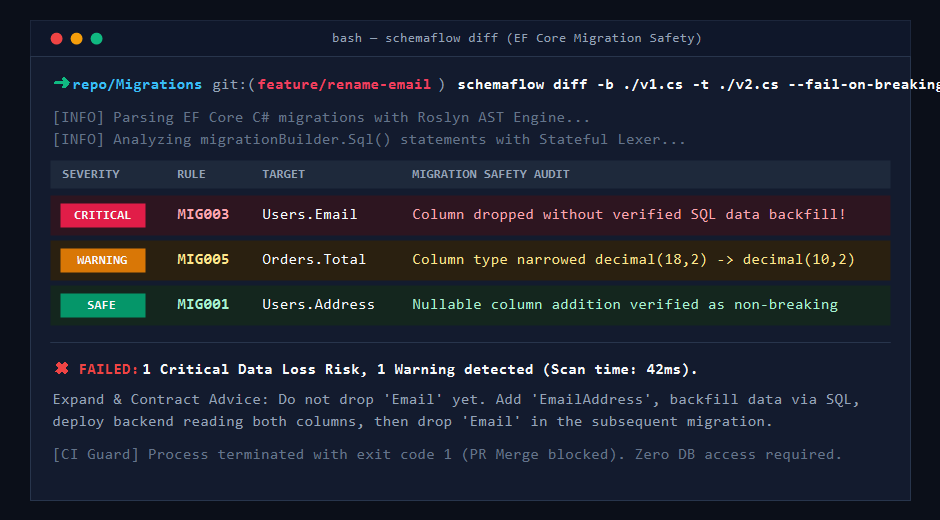 bash — schemaflow diff (EF Core Migration Safety)
➔ repo/Migrations git:(feature/rename-email ) schemaflow diff -b ./v1.cs -t ./v2.cs --fail-on-breaking
[INFO] Parsing EF Core C# migrations with Roslyn AST Engine...
[INFO] Analyzing migrationBuilder.Sql() statements with Stateful Lexer...
SEVERITY RULE TARGET MIGRATION SAFETY AUDIT
CRITICAL MIG003 Users.Email Column dropped without verified SQL data backfill!
WARNING MIG005 Orders.Total Column type narrowed decimal(18,2) -> decimal(10,2)
SAFE MIG001 Users.Address Nullable column addition verified as non-breaking
✖ FAILED: 1 Critical Data Loss Risk, 1 Warning detected (Scan time: 42ms).
Expand & Contract Advice: Do not drop 'Email' yet. Add 'EmailAddress', backfill data via SQL,
deploy backend reading both columns, then drop 'Email' in the subsequent migration.
[CI Guard] Process terminated with exit code 1 (PR Merge blocked). Zero DB access required.